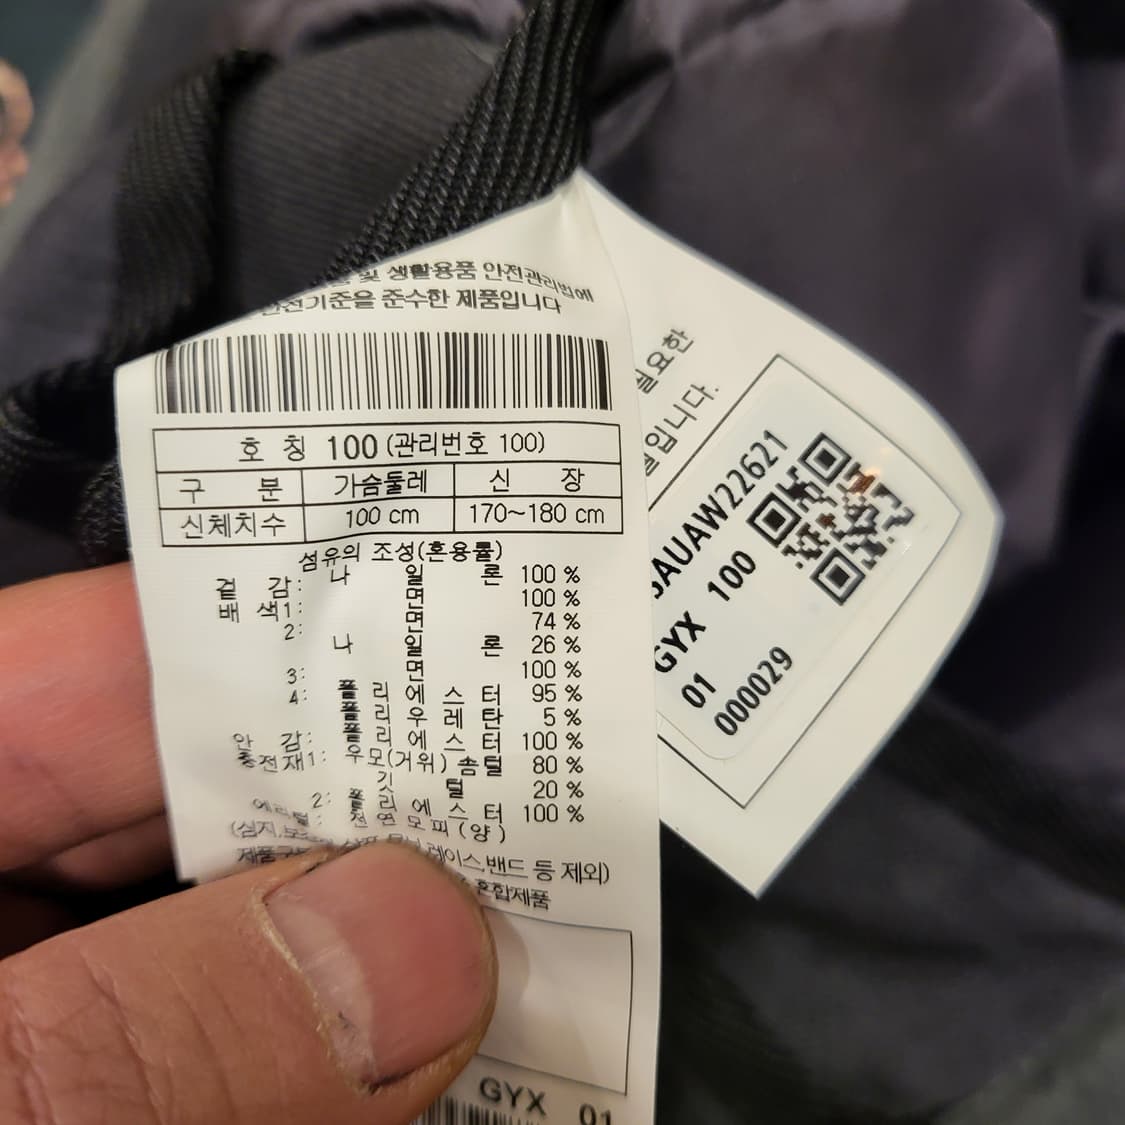 및 생활용품 안전관리법에
안전기준을 준수한 제품입니다
호 칭 100 (관리번호 100)
구 분 가슴둘레 신 장
신체치수 100 cm 170~180 cm
섬유의 조성(혼용률)
겉 감: 나 일 론 100 %
배 색1: 면 100 %
2: 면 74 %
나 일 론 26 %
3: 면 100 %
4: 폴 리 에 스 터 95 %
폴 리 우 레 탄 5 %
안 감: 폴 리 에 스 터 100 %
충전재1: 우모(거위) 솜털 80 %
깃 털 20 %
2: 폴 리 에 스 터 100 %
에리털: 천 연 모 피 (양)
레이스,밴드 등 제외)
혼합제품
GYX 01
필요한
입니다.
AUAW22621
GYX 100
01
000029